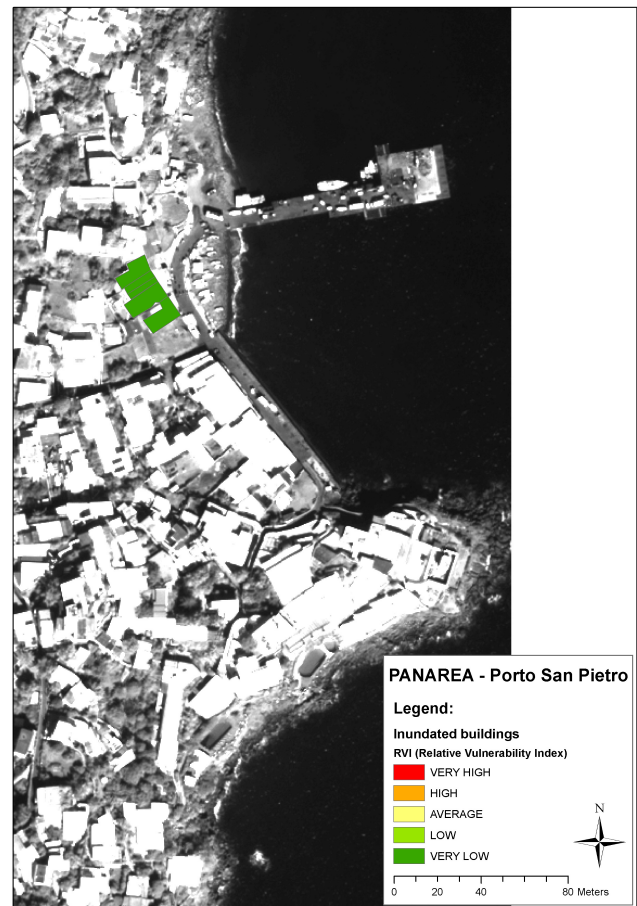 PANAREA - Porto San Pietro
Legend:
Inundated buildings
RVI (Relative Vulnerability Index)
VERY HIGH
HIGH
AVERAGE
LOW
VERY LOW
N
0 20 40 80 Meters